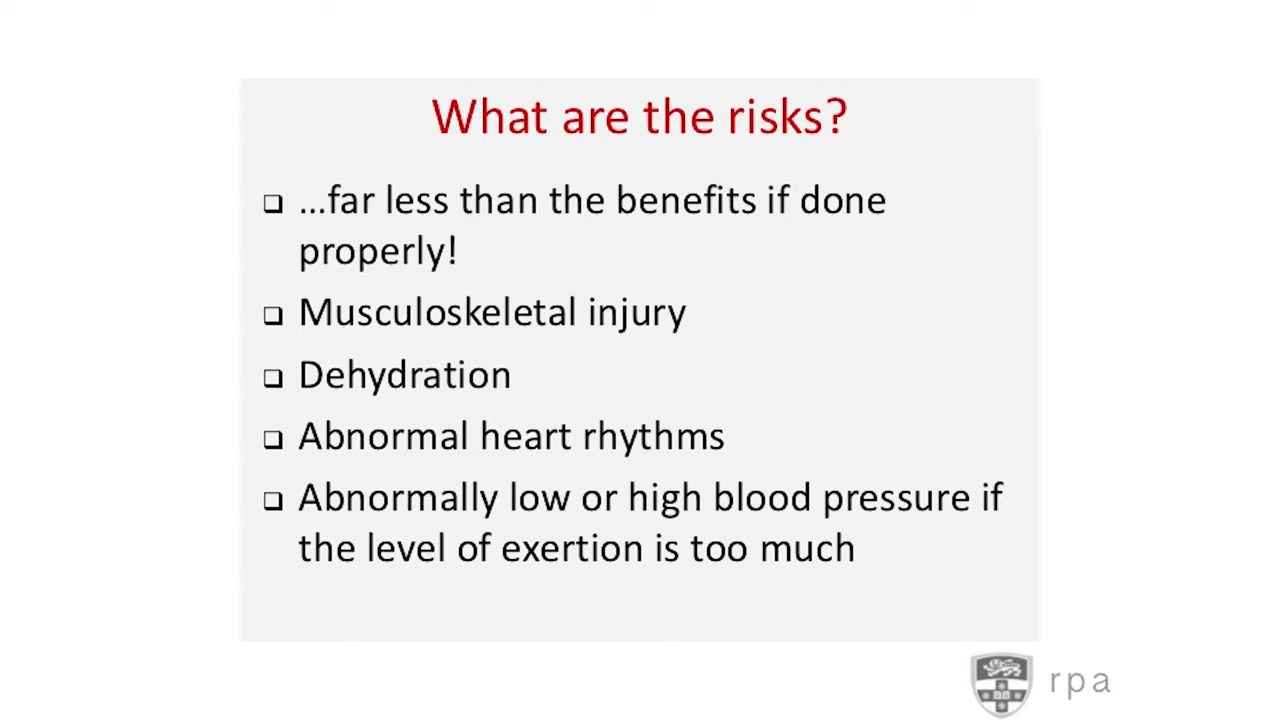 What are the risks?
❑ …far less than the benefits if done
properly!
❑ Musculoskeletal injury
❑ Dehydration
❑ Abnormal heart rhythms
❑ Abnormally low or high blood pressure if
the level of exertion is too much
rpa